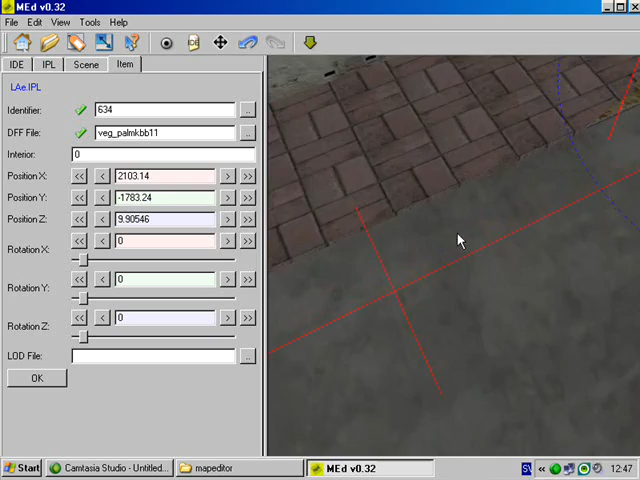 MEd v0.32
File Edit View Tools Help
IDE
IDE IPL Scene Item
LAe.IPL
Identifier: 634 ..
DFF File: veg_palmkbb11 ..
Interior: 0
Position X: << < 2103.14 > >>
Position Y: << < -1783.24 > >>
Position Z: << < 9.90546 > >>
Rotation X: << < 0 > >>
Rotation Y: << < 0 > >>
Rotation Z: << < 0 > >>
LOD File: ..
OK
Start Camtasia Studio - Untitled... mapeditor MEd v0.32 S\ « 12:47